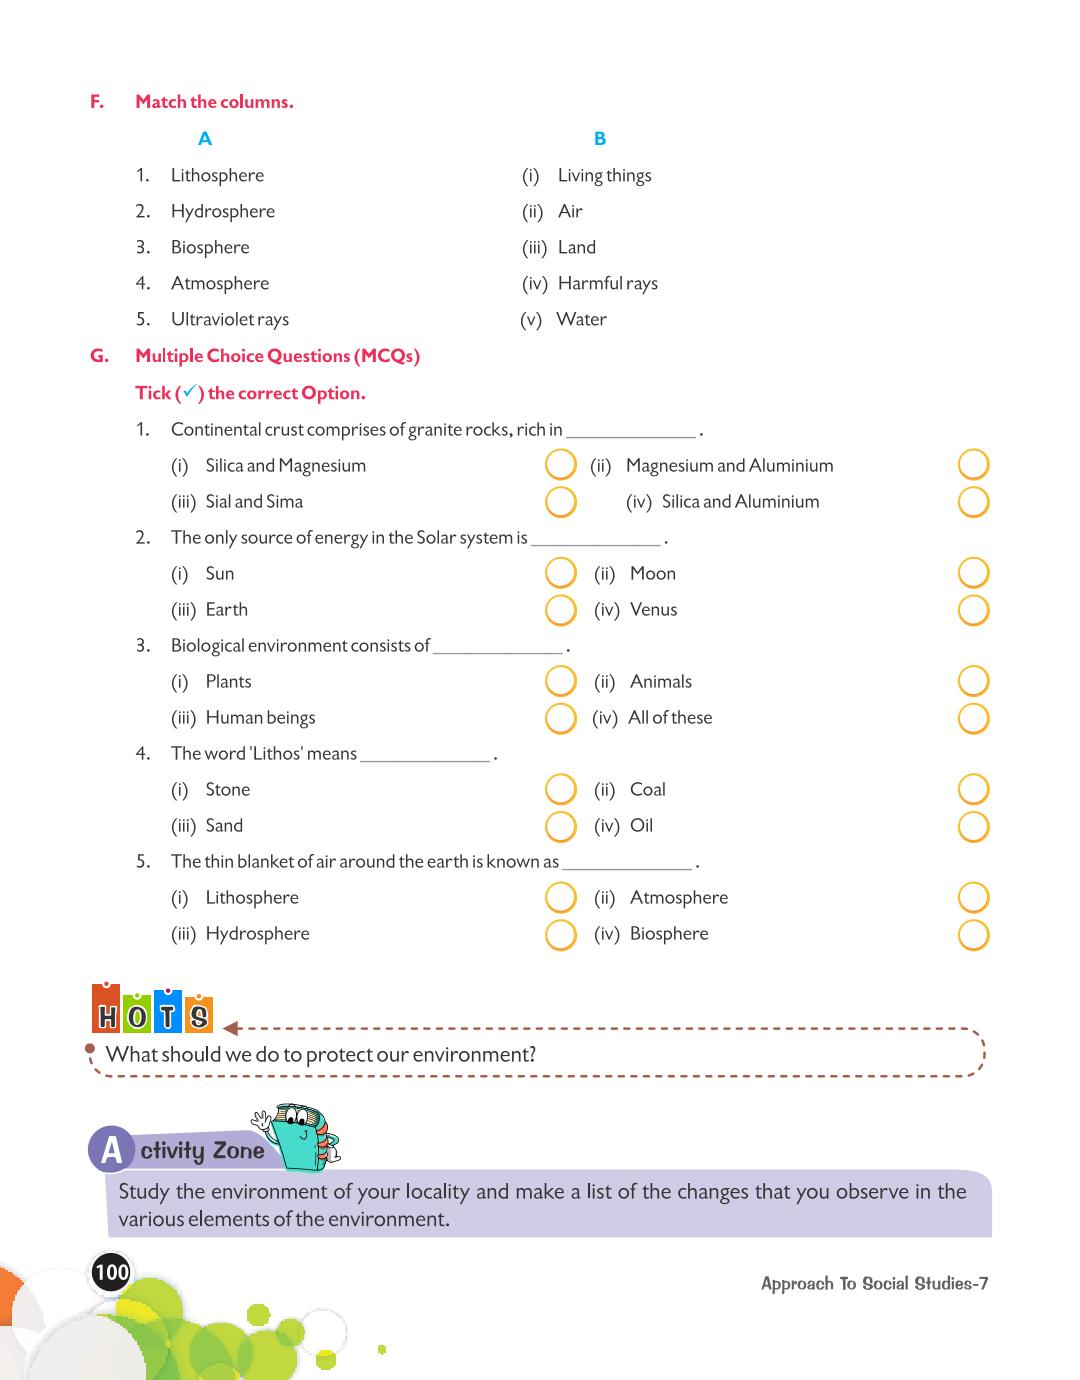 F. Match the columns.
A B
1. Lithosphere (i) Living things
2. Hydrosphere (ii) Air
3. Biosphere (iii) Land
4. Atmosphere (iv) Harmful rays
5. Ultraviolet rays (v) Water
G. Multiple Choice Questions (MCQs)
Tick (✓) the correct Option.
1. Continental crust comprises of granite rocks, rich in _____________ .
(i) Silica and Magnesium (ii) Magnesium and Aluminium
(iii) Sial and Sima (iv) Silica and Aluminium
2. The only source of energy in the Solar system is _____________ .
(i) Sun (ii) Moon
(iii) Earth (iv) Venus
3. Biological environment consists of _____________ .
(i) Plants (ii) Animals
(iii) Human beings (iv) All of these
4. The word 'Lithos' means _____________ .
(i) Stone (ii) Coal
(iii) Sand (iv) Oil
5. The thin blanket of air around the earth is known as _____________ .
(i) Lithosphere (ii) Atmosphere
(iii) Hydrosphere (iv) Biosphere
HOTS
What should we do to protect our environment?
Activity Zone
Study the environment of your locality and make a list of the changes that you observe in the
various elements of the environment.
100
Approach To Social Studies-7